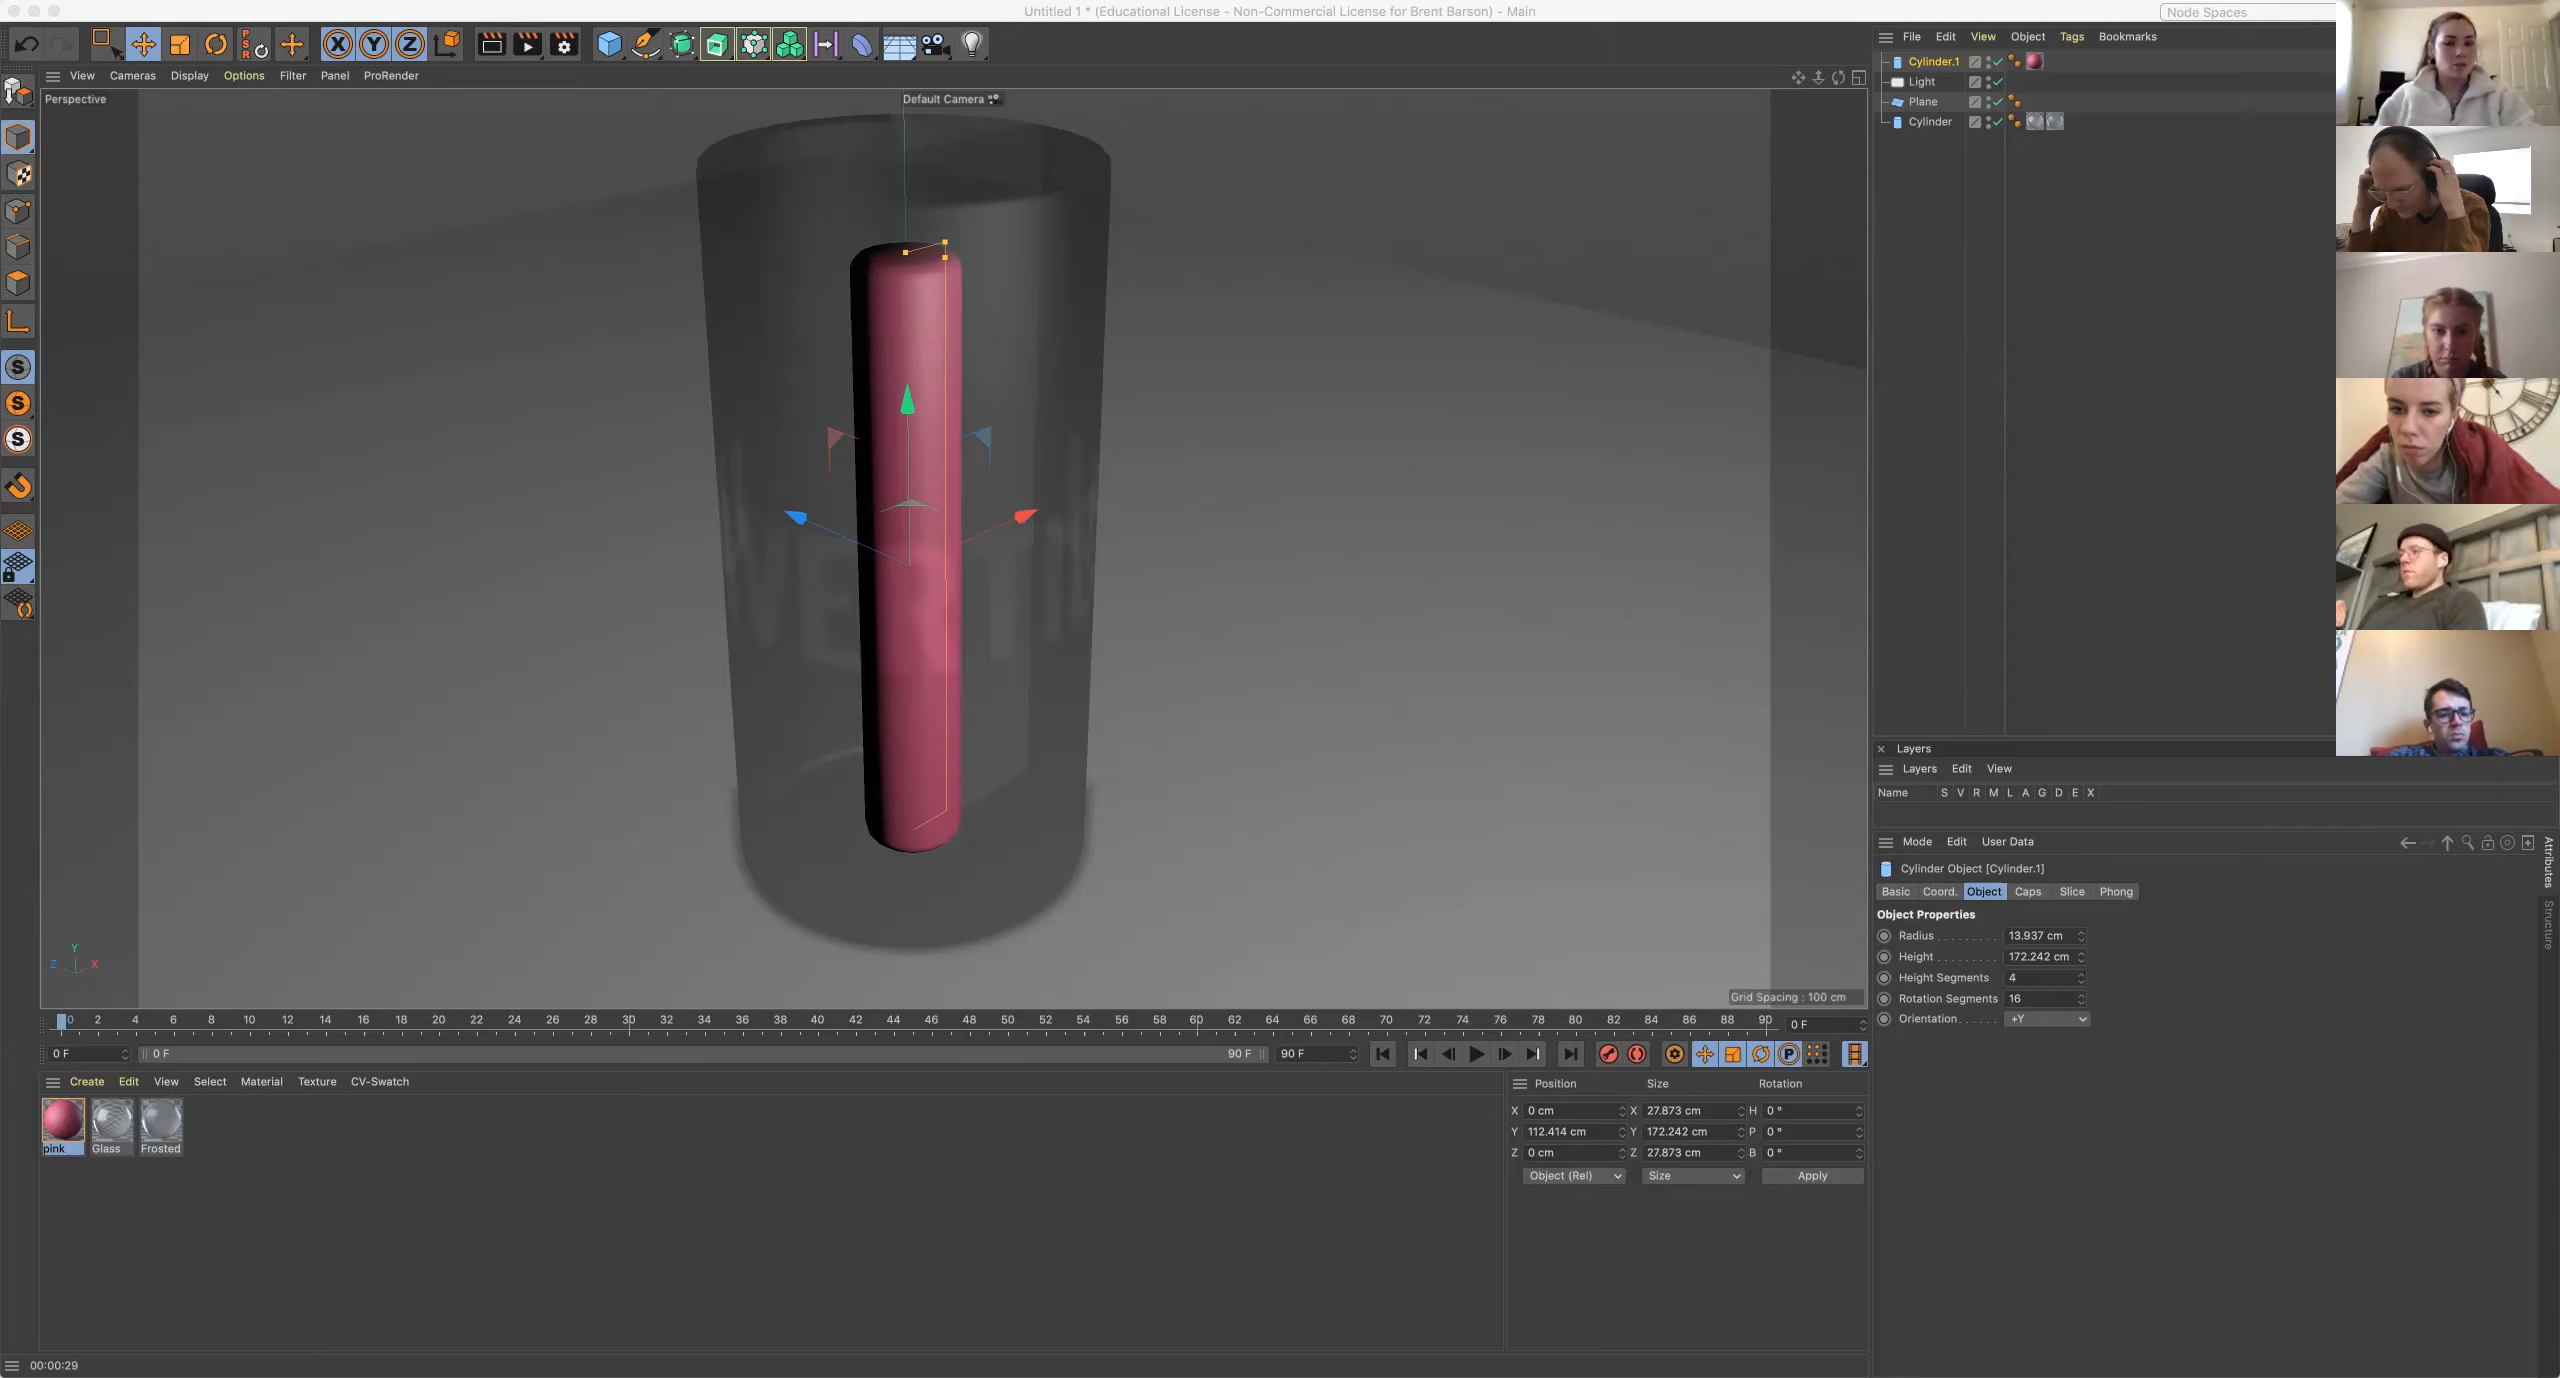 Untitled 1 * (Educational License - Non-Commercial License for Brent Barson) - Main
Node Spaces
PSR
X Y Z
File Edit View Object Tags Bookmarks
View Cameras Display Options Filter Panel ProRender
Cylinder.1
Light
Plane
Cylinder
Perspective
Default Camera
S
S
S
Y
Z X
Grid Spacing : 100 cm
Layers
Layers Edit View
Name S V R M L A G D E X
Mode Edit User Data
Attributes
Structure
Cylinder Object [Cylinder.1]
Basic Coord. Object Caps Slice Phong
Object Properties
Radius 13.937 cm
Height 172.242 cm
Height Segments 4
Rotation Segments 16
Orientation +Y
0 2 4 6 8 10 12 14 16 18 20 22 24 26 28 30 32 34 36 38 40 42 44 46 48 50 52 54 56 58 60 62 64 66 68 70 72 74 76 78 80 82 84 86 88 90 0 F
0 F 0 F 90 F 90 F P
Create Edit View Select Material Texture CV-Swatch
pink Glass Frosted
Position Size Rotation
X 0 cm X 27.873 cm H 0 °
Y 112.414 cm Y 172.242 cm P 0 °
Z 0 cm Z 27.873 cm B 0 °
Object (Rel) Size Apply
00:00:29